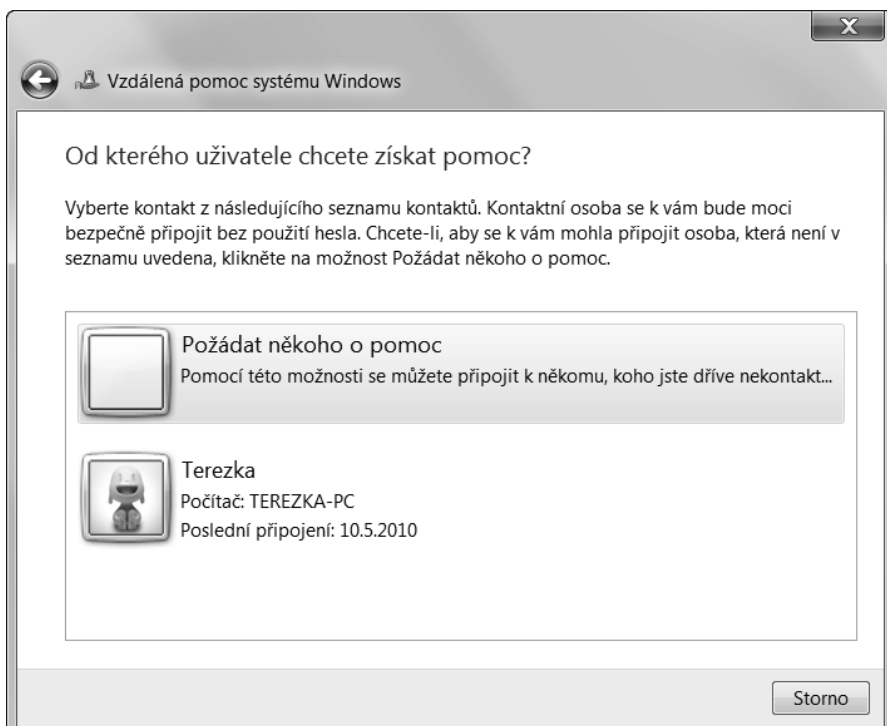 X
Vzdálená pomoc systému Windows
Od kterého uživatele chcete získat pomoc?
Vyberte kontakt z následujícího seznamu kontaktů. Kontaktní osoba se k vám bude moci
bezpečně připojit bez použití hesla. Chcete-li, aby se k vám mohla připojit osoba, která není v
seznamu uvedena, klikněte na možnost Požádat někoho o pomoc.
Požádat někoho o pomoc
Pomocí této možnosti se můžete připojit k někomu, koho jste dříve nekontakt...
Terezka
Počítač: TEREZKA-PC
Poslední připojení: 10.5.2010
Storno